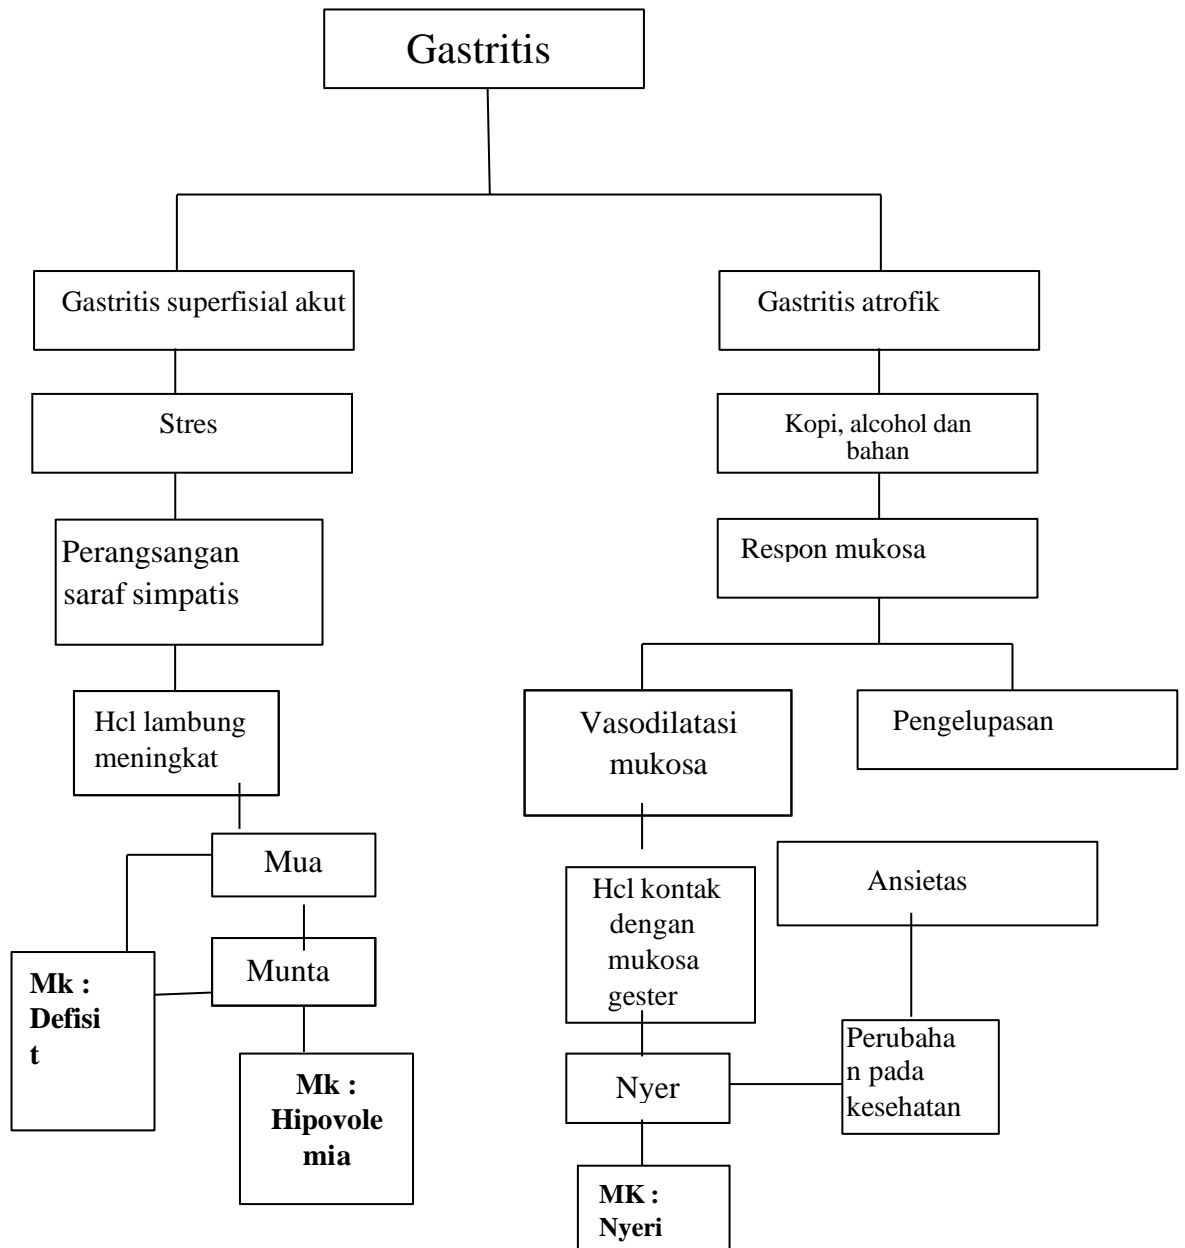 Gastritis
Gastritis superfisial akut
Gastritis atrofik
Stres
Kopi, alcohol dan
bahan
Perangsangan
saraf simpatis
Respon mukosa
Hcl lambung
meningkat
Vasodilatasi
mukosa
Pengelupasan
Mua
Hcl kontak
dengan
mukosa
gester
Ansietas
Munta
Mk :
Defisi
t
Mk :
Hipovole
mia
Nyer
Perubaha
n pada
kesehatan
MK :
Nyeri